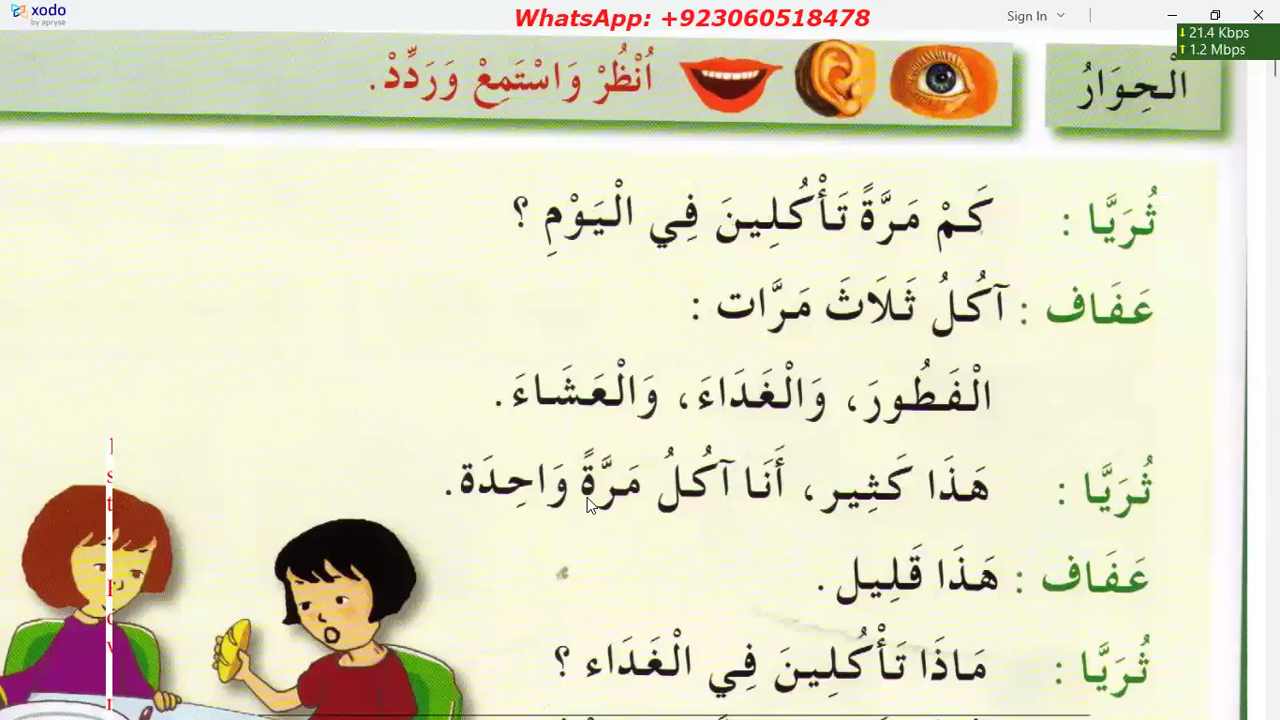 xodo
by apryse
WhatsApp: +923060518478
Sign In
21.4 Kbps
1.2 Mbps
الْحِوَارُ
اُنْظُرْ وَاسْتَمِعْ وَرَدِّدْ.
ثُرَيَّا : كَمْ مَرَّةً تَأْكُلِينَ فِي الْيَوْمِ ؟
عَفَاف : آكُلُ ثَلَاثَ مَرَّات :
الْفَطُورَ، وَالْغَدَاءَ، وَالْعَشَاءَ.
ثُرَيَّا : هَذَا كَثِير، أَنَا آكُلُ مَرَّةً وَاحِدَة.
عَفَاف : هَذَا قَلِيل.
ثُرَيَّا : مَاذَا تَأْكُلِينَ فِي الْغَدَاء ؟